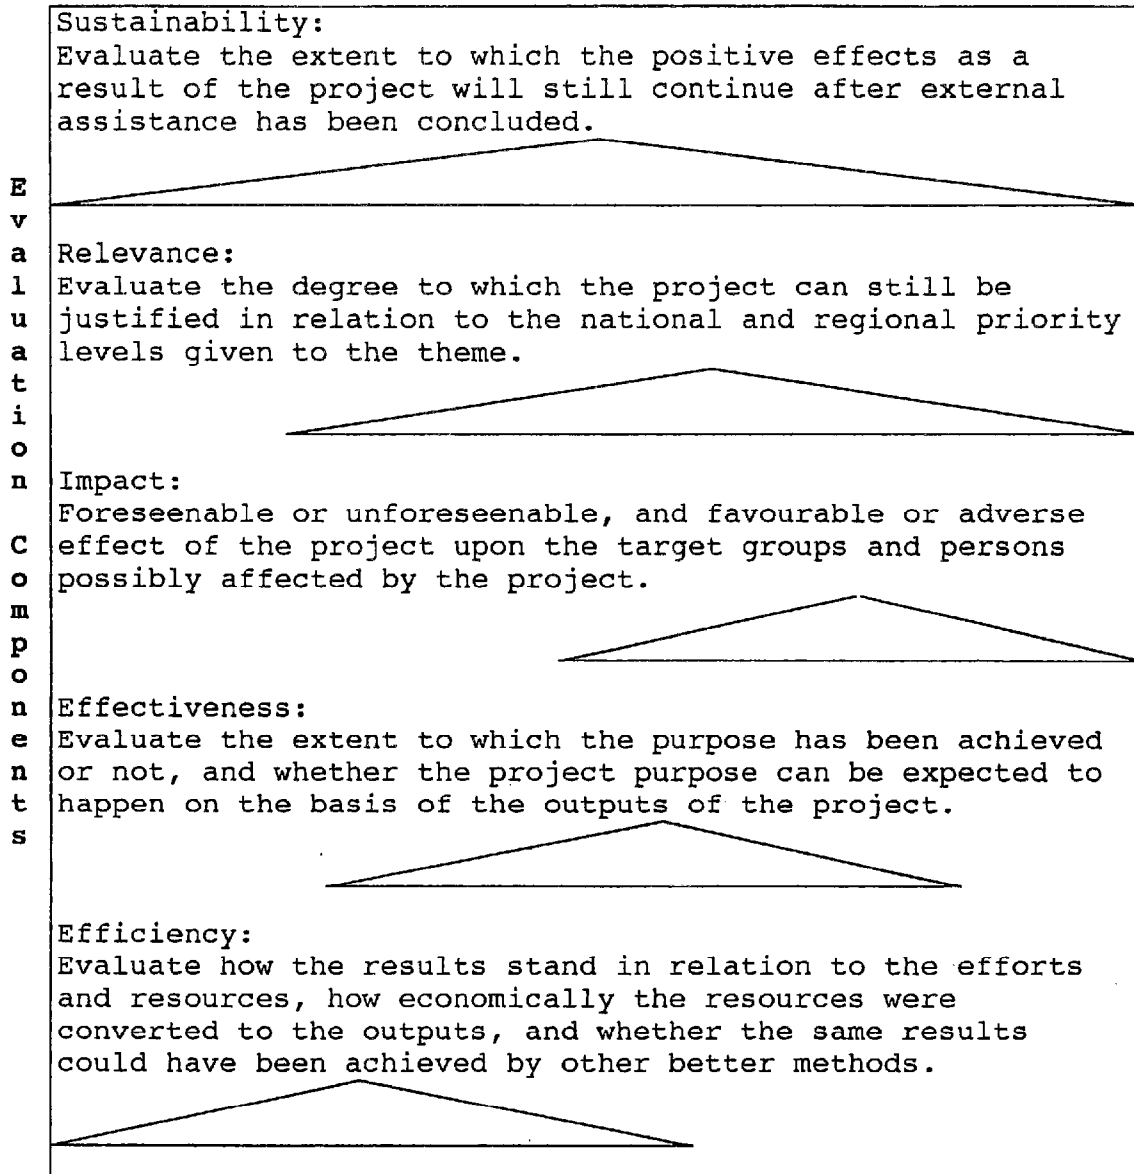 Evaluation Components
Sustainability:
Evaluate the extent to which the positive effects as a
result of the project will still continue after external
assistance has been concluded.
Relevance:
Evaluate the degree to which the project can still be
justified in relation to the national and regional priority
levels given to the theme.
Impact:
Foreseenable or unforeseenable, and favourable or adverse
effect of the project upon the target groups and persons
possibly affected by the project.
Effectiveness:
Evaluate the extent to which the purpose has been achieved
or not, and whether the project purpose can be expected to
happen on the basis of the outputs of the project.
Efficiency:
Evaluate how the results stand in relation to the efforts
and resources, how economically the resources were
converted to the outputs, and whether the same results
could have been achieved by other better methods.